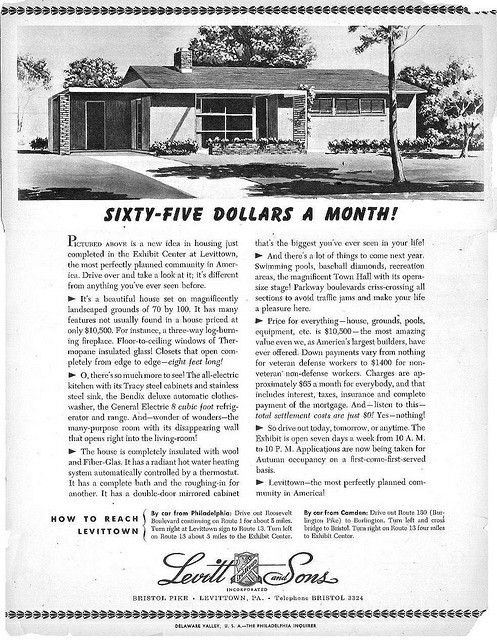 SIXTY-FIVE DOLLARS A MONTH!
PICTURED ABOVE is a new idea in housing just
completed in the Exhibit Center at Levittown,
the most perfectly planned community in Amer-
ica. Drive over and take a look at it; it's different
from anything you've ever seen before.
► It's a beautiful house set on magnificently
landscaped grounds of 70 by 100. It has many
features not usually found in a house priced at
only $10,500. For instance, a three-way log-burn-
ing fireplace. Floor-to-ceiling windows of Ther-
mopane insulated glass! Closets that open com-
pletely from edge to edge—eight feet long!
► O, there's so much more to see! The all-electric
kitchen with its Tracy steel cabinets and stainless
steel sink, the Bendix deluxe automatic clothes-
washer, the General Electric 8 cubic foot refrig-
erator and range. And—wonder of wonders—the
many-purpose room with its disappearing wall
that opens right into the living-room!
► The house is completely insulated with wool
and Fiber-Glas. It has a radiant hot water heating
system automatically controlled by a thermostat.
It has a complete bath and the roughing-in for
another. It has a double-door mirrored cabinet
that's the biggest you've ever seen in your life!
► And there's a lot of things to come next year.
Swimming pools, baseball diamonds, recreation
areas, the magnificent Town Hall with its opera-
size stage! Parkway boulevards criss-crossing all
sections to avoid traffic jams and make your life
a pleasure here.
► Price for everything—house, grounds, pools,
equipment, etc. is $10,500—the most amazing
value even we, as America's largest builders, have
ever offered. Down payments vary from nothing
for veteran defense workers to $1400 for non-
veteran non-defense workers. Charges are ap-
proximately $65 a month for everybody, and that
includes interest, taxes, insurance and complete
payment of the mortgage. And—listen to this—
total settlement costs are just $0! Yes—nothing!
► So drive out today, tomorrow, or anytime. The
Exhibit is open seven days a week from 10 A. M.
to 10 P. M. Applications are now being taken for
Autumn occupancy on a first-come-first-served
basis.
► Levittown—the most perfectly planned com-
munity in America!
HOW TO REACH
LEVITTOWN
By car from Philadelphia: Drive out Roosevelt
Boulevard continuing on Route 1 for about 5 miles.
Turn right at Levittown sign to Route 13. Turn left
on Route 13 about 3 miles to the Exhibit Center.
By car from Camden: Drive out Route 130 (Bur-
lington Pike) to Burlington. Turn left and cross
bridge to Bristol. Turn right on Route 13 four miles
to Exhibit Center.
Levitt and Sons
INCORPORATED
BRISTOL PIKE • LEVITTOWN, PA. • Telephone BRISTOL 3324
DELAWARE VALLEY, U. S. A.—THE PHILADELPHIA INQUIRER